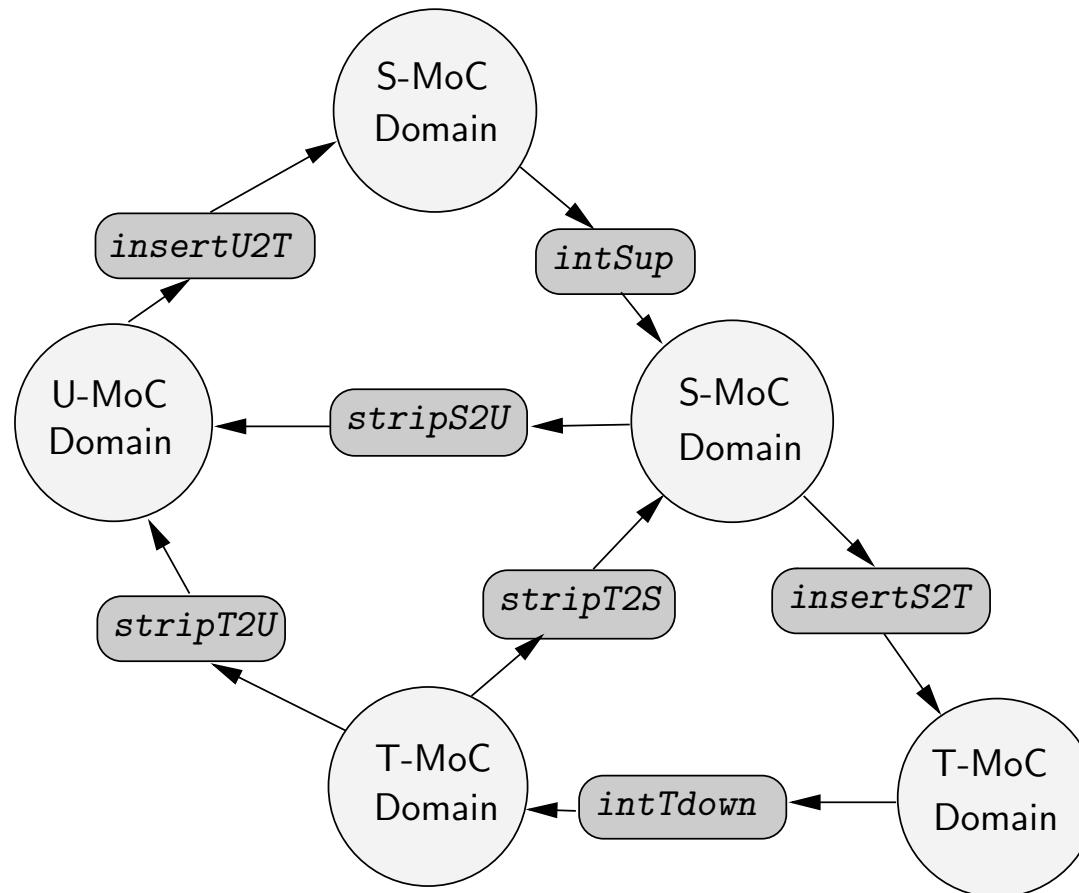 S-MoC
Domain
insertU2T
intSup
U-MoC
Domain
stripS2U
S-MoC
Domain
stripT2U
stripT2S
insertS2T
T-MoC
Domain
intTdown
T-MoC
Domain